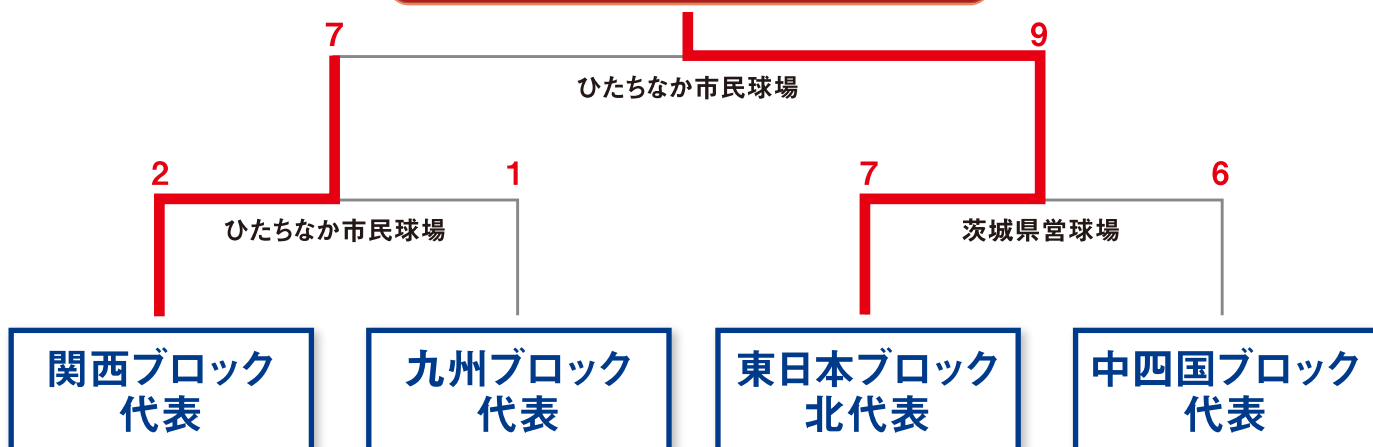 7
9
ひたちなか市民球場
2
1
7
6
ひたちなか市民球場
茨城県営球場
関西ブロック
代表
九州ブロック
代表
東日本ブロック
北代表
中四国ブロック
代表